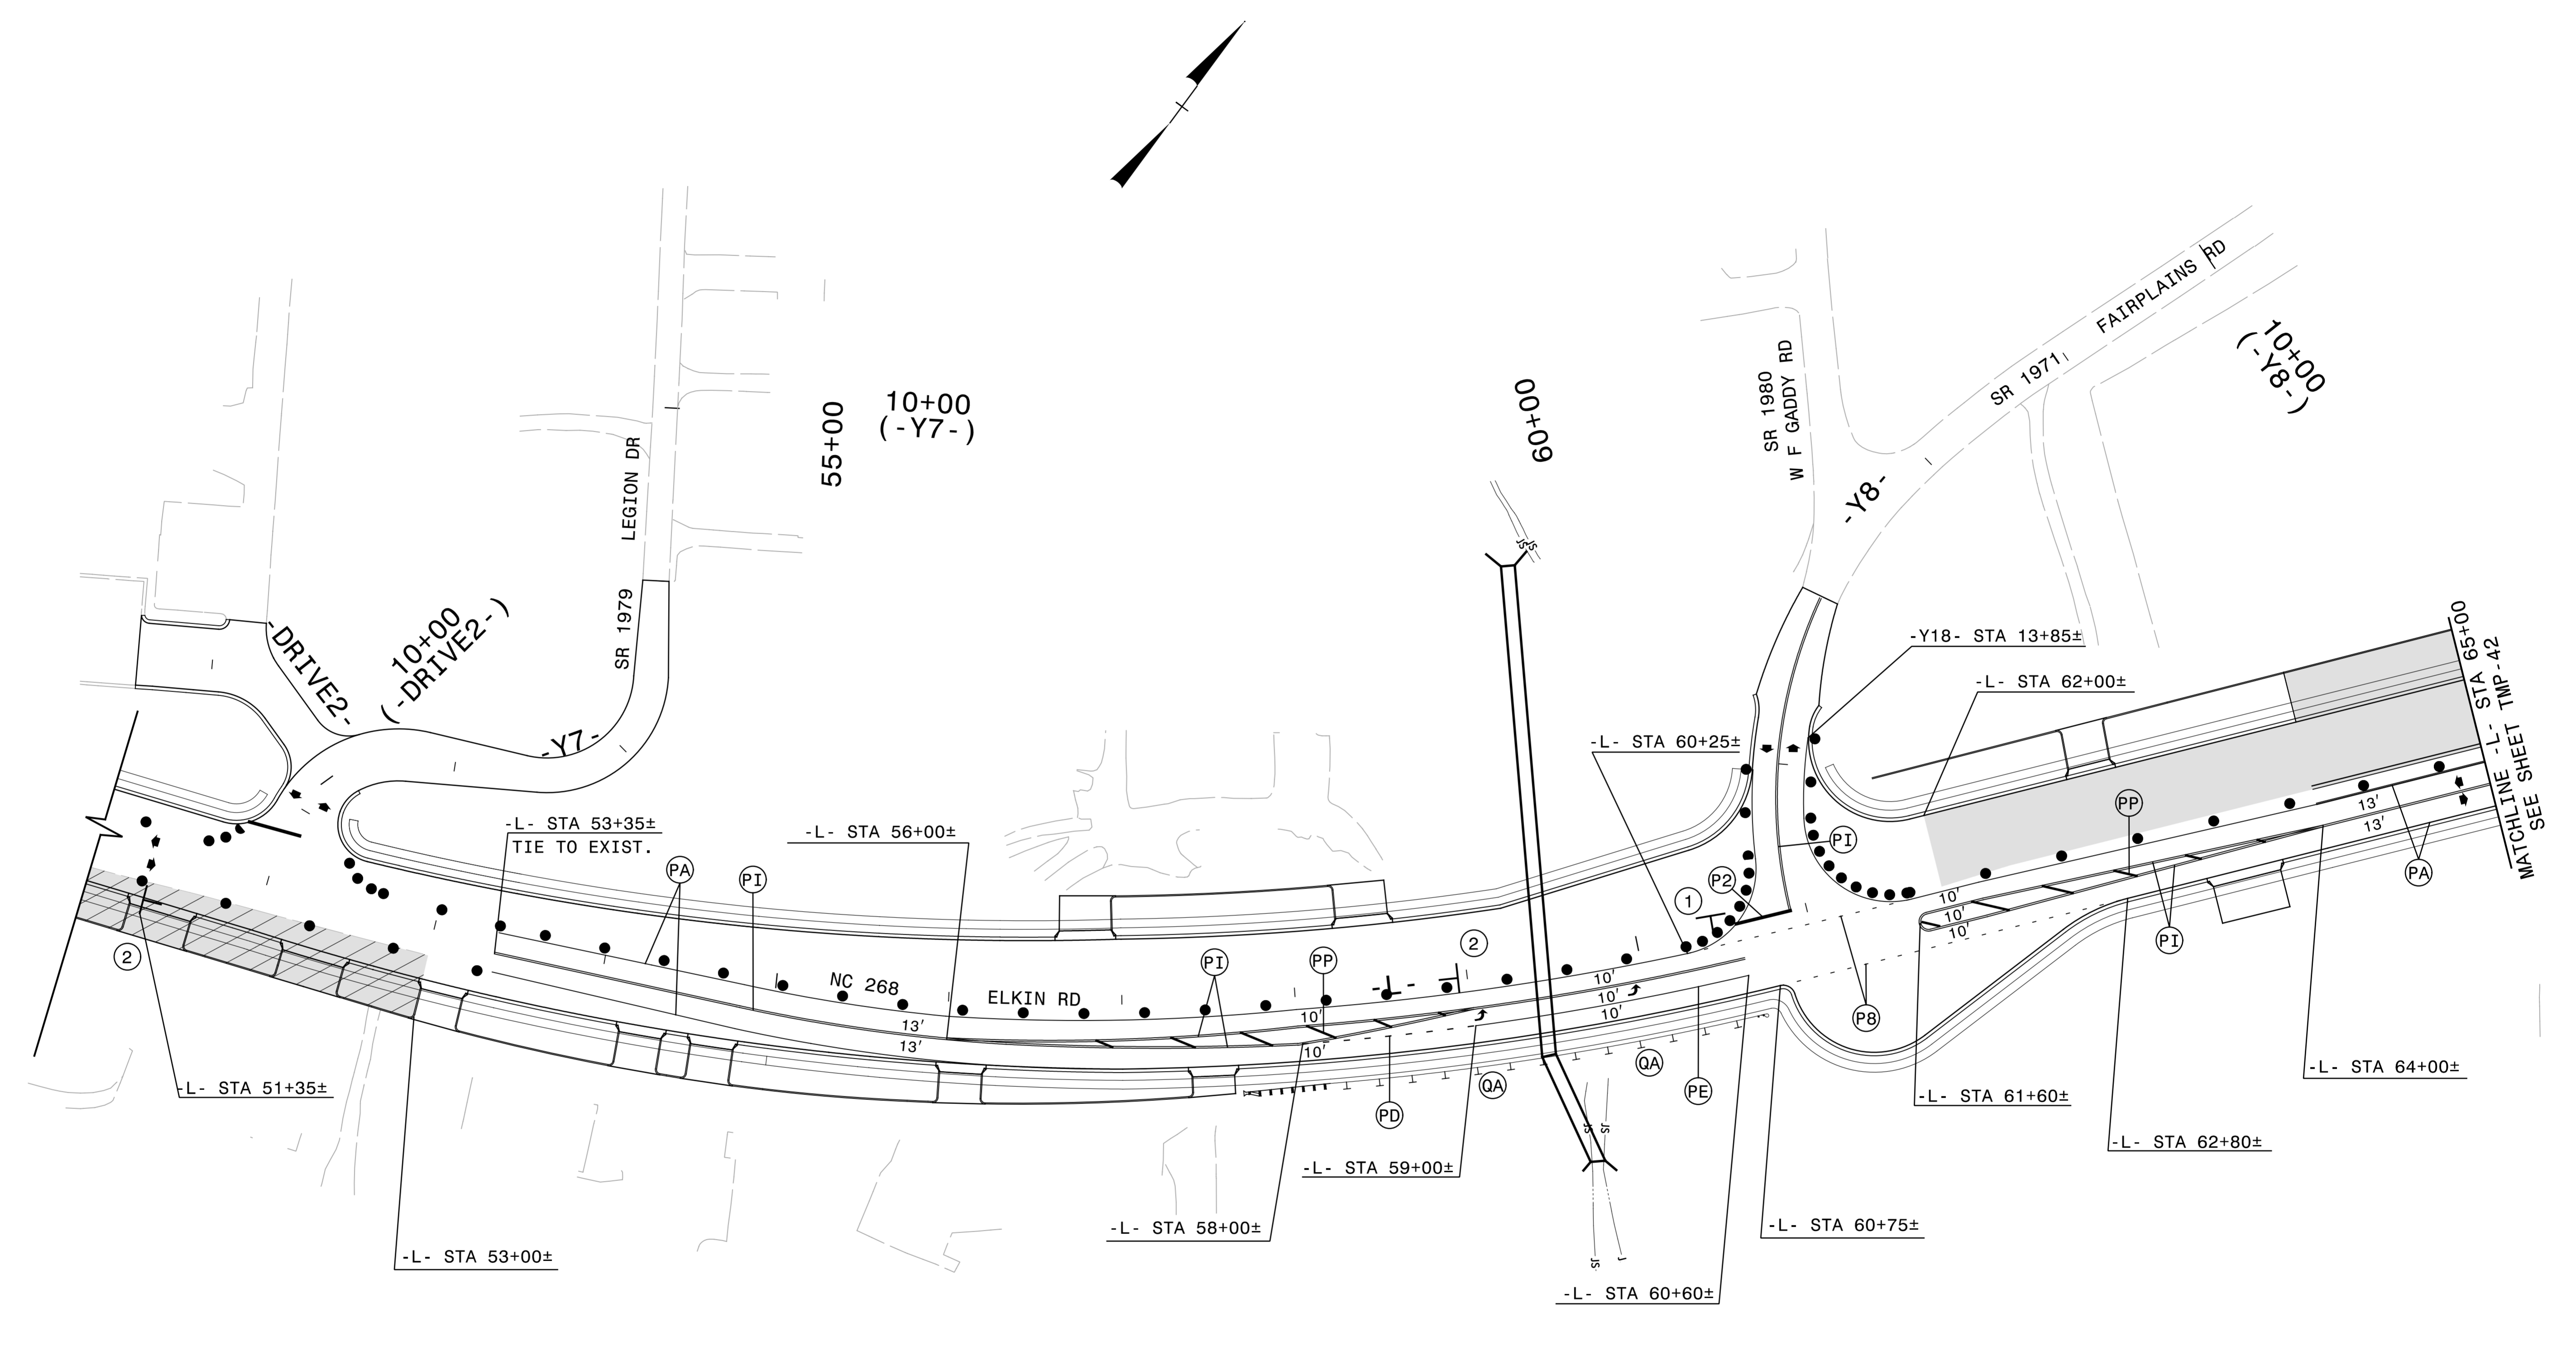 10+00
(-Y7-)
55+00
60+00
SR 1980
W F GADDY RD
FAIRPLAINS RD
SR 1971
10+00
(-Y8-)
-Y8-
LEGION DR
SR 1979
JS
JS
10+00
(-DRIVE2-)
-DRIVE2-
-Y7-
-Y18- STA 13+85±
-L- STA 62+00±
MATCHLINE -L- STA 65+00
SEE SHEET TMP-42
-L- STA 60+25±
-L- STA 53+35±
TIE TO EXIST.
-L- STA 56+00±
PA
PI
PP
PI
P2
1
13'
13'
PA
10'
10'
10'
PI
2
2
PI
PP
NC 268
ELKIN RD
-L-
10'
10'
10'
13'
13'
10'
10'
P8
QA
QA
PD
PE
-L- STA 51+35±
-L- STA 64+00±
-L- STA 61+60±
-L- STA 62+80±
JS
JS
-L- STA 59+00±
-L- STA 58+00±
-L- STA 60+75±
-L- STA 53+00±
JS
J
-L- STA 60+60±